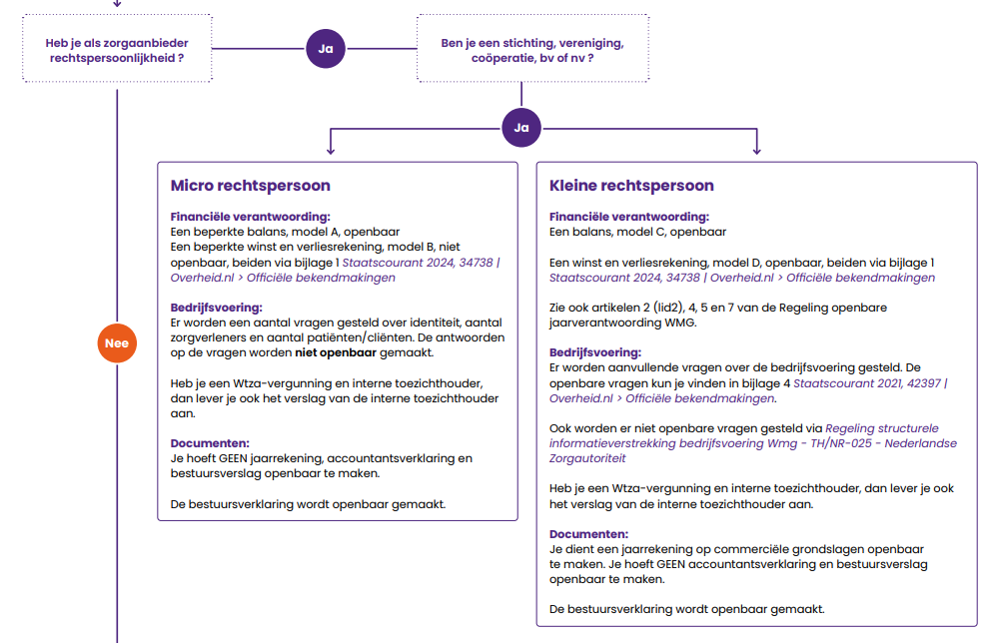 Heb je als zorgaanbieder
rechtspersoonlijkheid ?
Ja
Ben je een stichting, vereniging,
coöperatie, bv of nv ?
Ja
Nee
Micro rechtspersoon
Financiële verantwoording:
Een beperkte balans, model A, openbaar
Een beperkte winst en verliesrekening, model B, niet
openbaar, beiden via bijlage 1 Staatscourant 2024, 34738 |
Overheid.nl > Officiële bekendmakingen
Bedrijfsvoering:
Er worden een aantal vragen gesteld over identiteit, aantal
zorgverleners en aantal patiënten/cliënten. De antwoorden
op de vragen worden niet openbaar gemaakt.
Heb je een Wtza-vergunning en interne toezichthouder,
dan lever je ook het verslag van de interne toezichthouder
aan.
Documenten:
Je hoeft GEEN jaarrekening, accountantsverklaring en
bestuursverslag openbaar te maken.
De bestuursverklaring wordt openbaar gemaakt.
Kleine rechtspersoon
Financiële verantwoording:
Een balans, model C, openbaar
Een winst en verliesrekening, model D, openbaar, beiden via bijlage 1
Staatscourant 2024, 34738 | Overheid.nl > Officiële bekendmakingen
Zie ook artikelen 2 (lid2), 4, 5 en 7 van de Regeling openbare
jaarverantwoording WMG.
Bedrijfsvoering:
Er worden aanvullende vragen over de bedrijfsvoering gesteld. De
openbare vragen kun je vinden in bijlage 4 Staatscourant 2021, 42397 |
Overheid.nl > Officiële bekendmakingen.
Ook worden er niet openbare vragen gesteld via Regeling structurele
informatieverstrekking bedrijfsvoering Wmg - TH/NR-025 - Nederlandse
Zorgautoriteit
Heb je een Wtza-vergunning en interne toezichthouder, dan lever je ook
het verslag van de interne toezichthouder aan.
Documenten:
Je dient een jaarrekening op commerciële grondslagen openbaar
te maken. Je hoeft GEEN accountantsverklaring en bestuursverslag
openbaar te maken.
De bestuursverklaring wordt openbaar gemaakt.